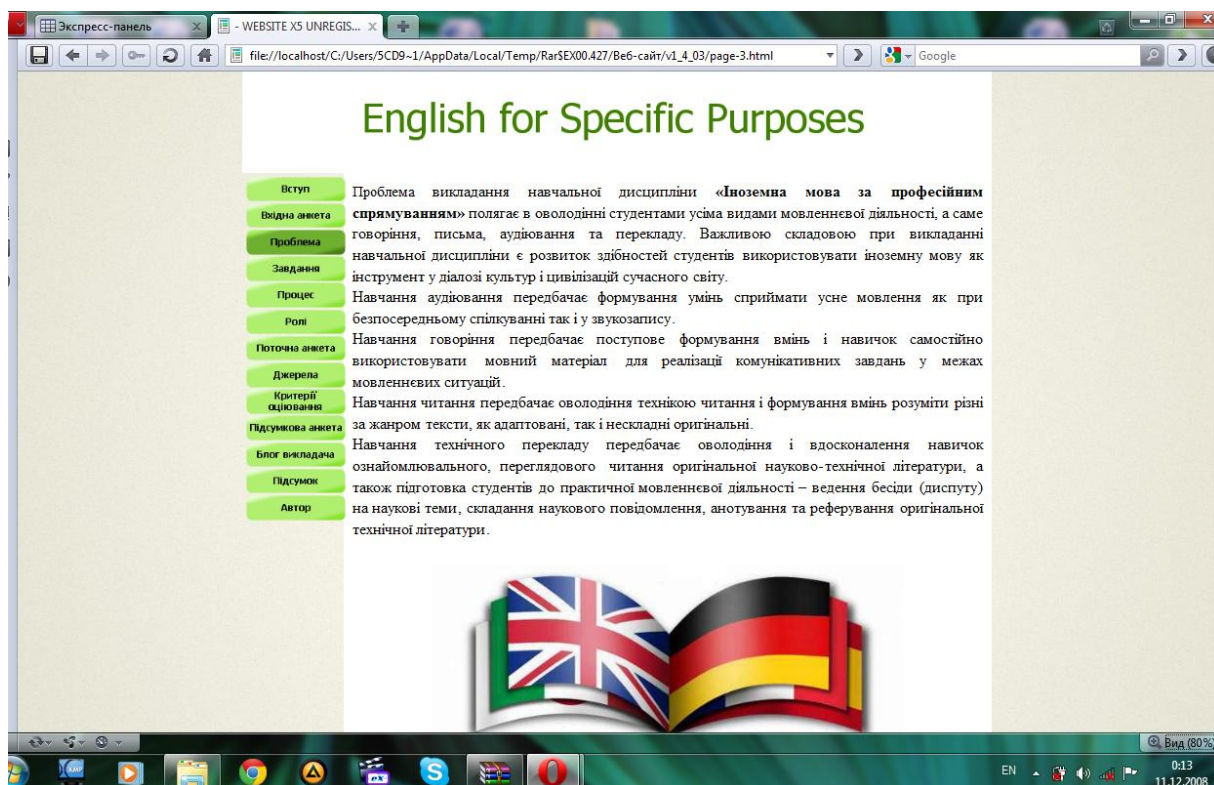 Экспресс-панель
- WEBSITE X5 UNREGIS...
file://localhost/C:/Users/5CD9~1/AppData/Local/Temp/Rar$EX00.427/Веб-сайт/v1_4_03/page-3.html
Google
English for Specific Purposes
Вступ
Вхідна анкета
Проблема
Завдання
Процес
Ролі
Поточна анкета
Джерела
Критерії
оцінювання
Підсумкова анкета
Блог викладача
Підсумок
Автор
Проблема викладання навчальної дисципліни «Іноземна мова за професійним
спрямуванням» полягає в оволодінні студентами усіма видами мовленнєвої діяльності, а саме
говоріння, письма, аудіювання та перекладу. Важливою складовою при викладанні
навчальної дисципліни є розвиток здібностей студентів використовувати іноземну мову як
інструмент у діалозі культур і цивілізацій сучасного світу.
Навчання аудіювання передбачає формування умінь сприймати усне мовлення як при
безпосередньому спілкуванні так і у звукозапису.
Навчання говоріння передбачає поступове формування вмінь і навичок самостійно
використовувати мовний матеріал для реалізації комунікативних завдань у межах
мовленнєвих ситуацій.
Навчання читання передбачає оволодіння технікою читання і формування вмінь розуміти різні
за жанром тексти, як адаптовані, так і нескладні оригінальні.
Навчання технічного перекладу передбачає оволодіння і вдосконалення навичок
ознайомлювального, переглядового читання оригінальної науково-технічної літератури, а
також підготовка студентів до практичної мовленнєвої діяльності – ведення бесіди (диспуту)
на наукові теми, складання наукового повідомлення, анотування та реферування оригінальної
технічної літератури.
Вид (80%
EN
0:13
11.12.2008